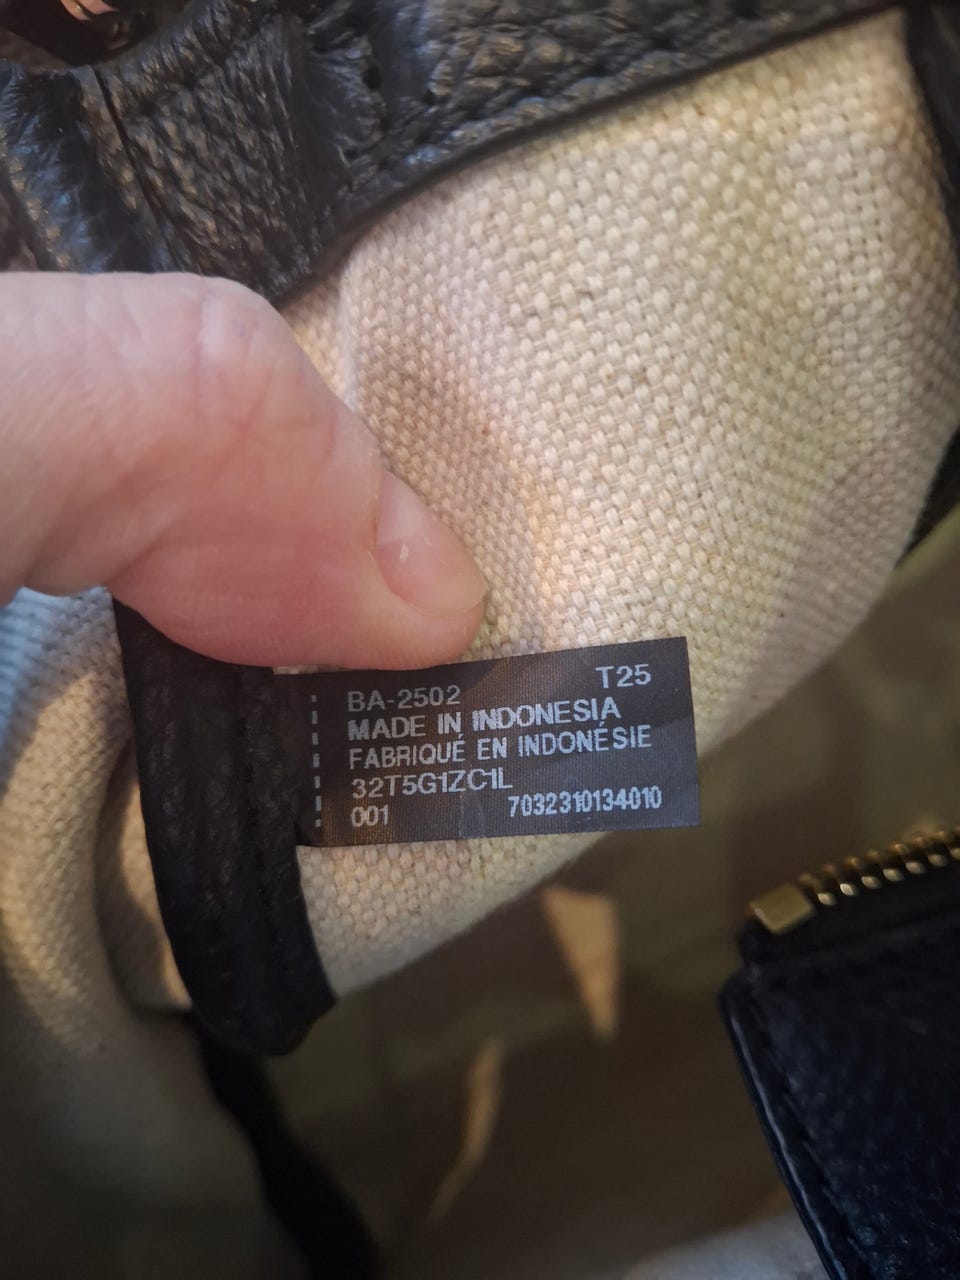 BA-2502 T25
MADE IN INDONESIA
FABRIQUÉ EN INDONÉSIE
32T5G1ZC1L
001 7032310134010